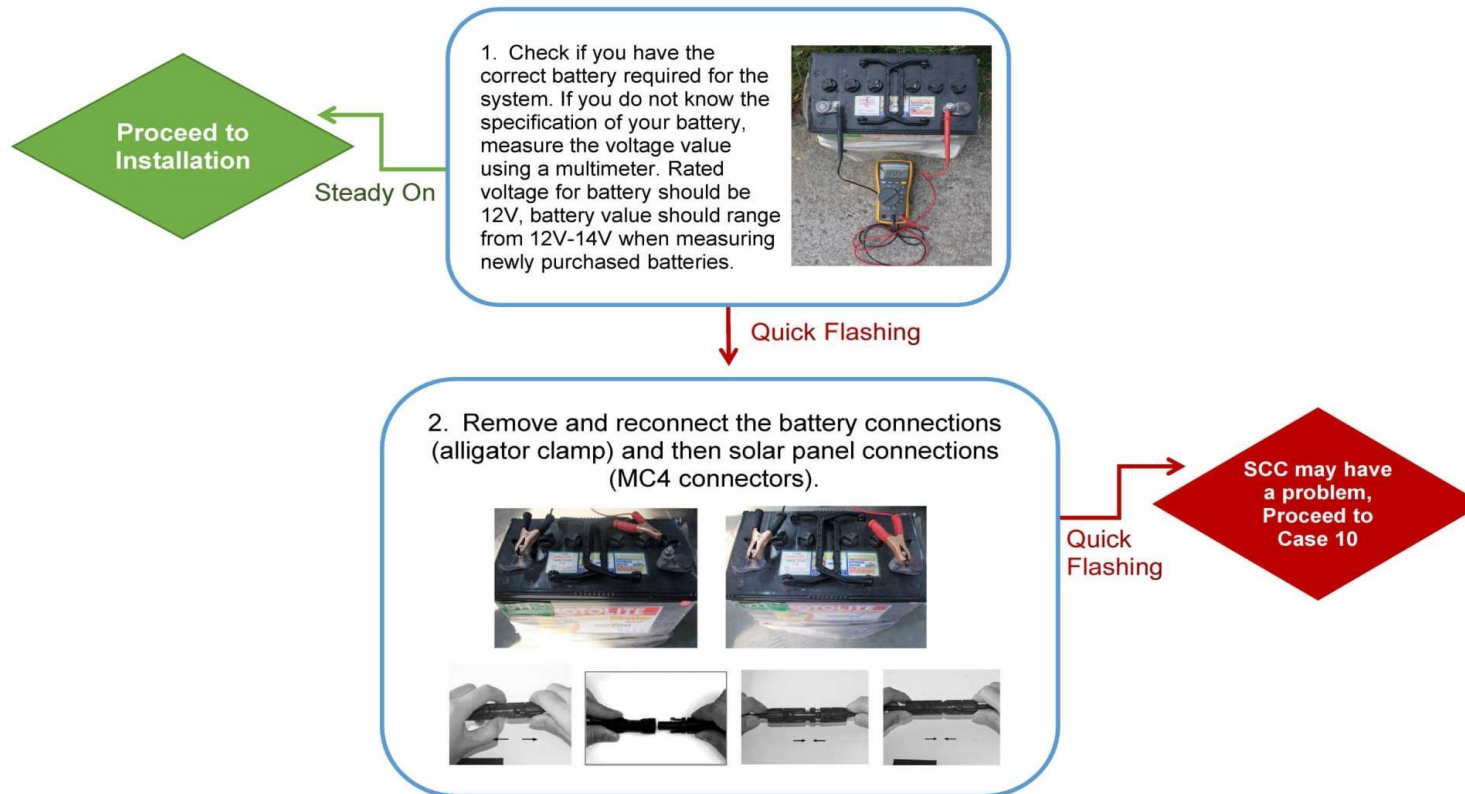 1. Check if you have the
correct battery required for the
system. If you do not know the
specification of your battery,
measure the voltage value
using a multimeter. Rated
voltage for battery should be
12V, battery value should range
from 12V-14V when measuring
newly purchased batteries.
Proceed to
Installation
Steady On
Quick Flashing
2. Remove and reconnect the battery connections
(alligator clamp) and then solar panel connections
(MC4 connectors).
Quick
Flashing
SCC may have
a problem,
Proceed to
Case 10